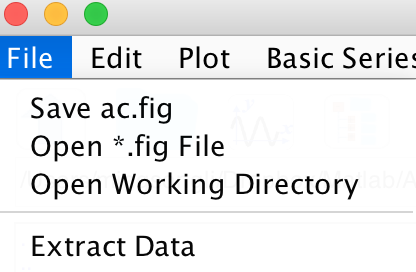 File Edit Plot Basic Series
Save ac.fig
Open *.fig File
Open Working Directory
Extract Data